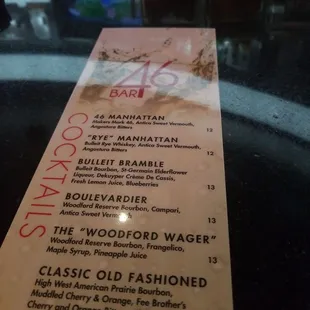 46
BAR
COCKTAILS
46 MANHATTAN
Makers Mark 46, Antica Sweet Vermouth,
Angostura Bitters
13
"RYE" MANHATTAN
Bulleit Rye Whiskey, Antica Sweet Vermouth,
Angostura Bitters
12
BULLEIT BRAMBLE
Bulleit Bourbon, St-Germain Elderflower
Liqueur, Dekuyper Crème De Cassis,
Fresh Lemon Juice, Blueberries
13
BOULEVARDIER
Woodford Reserve Bourbon, Campari,
Antica Sweet Vermouth
13
THE "WOODFORD WAGER"
Woodford Reserve Bourbon, Frangelico,
Maple Syrup, Pineapple Juice
13
CLASSIC OLD FASHIONED
High West American Prairie Bourbon,
Muddled Cherry & Orange, Fee Brother's
Cherry and Orange